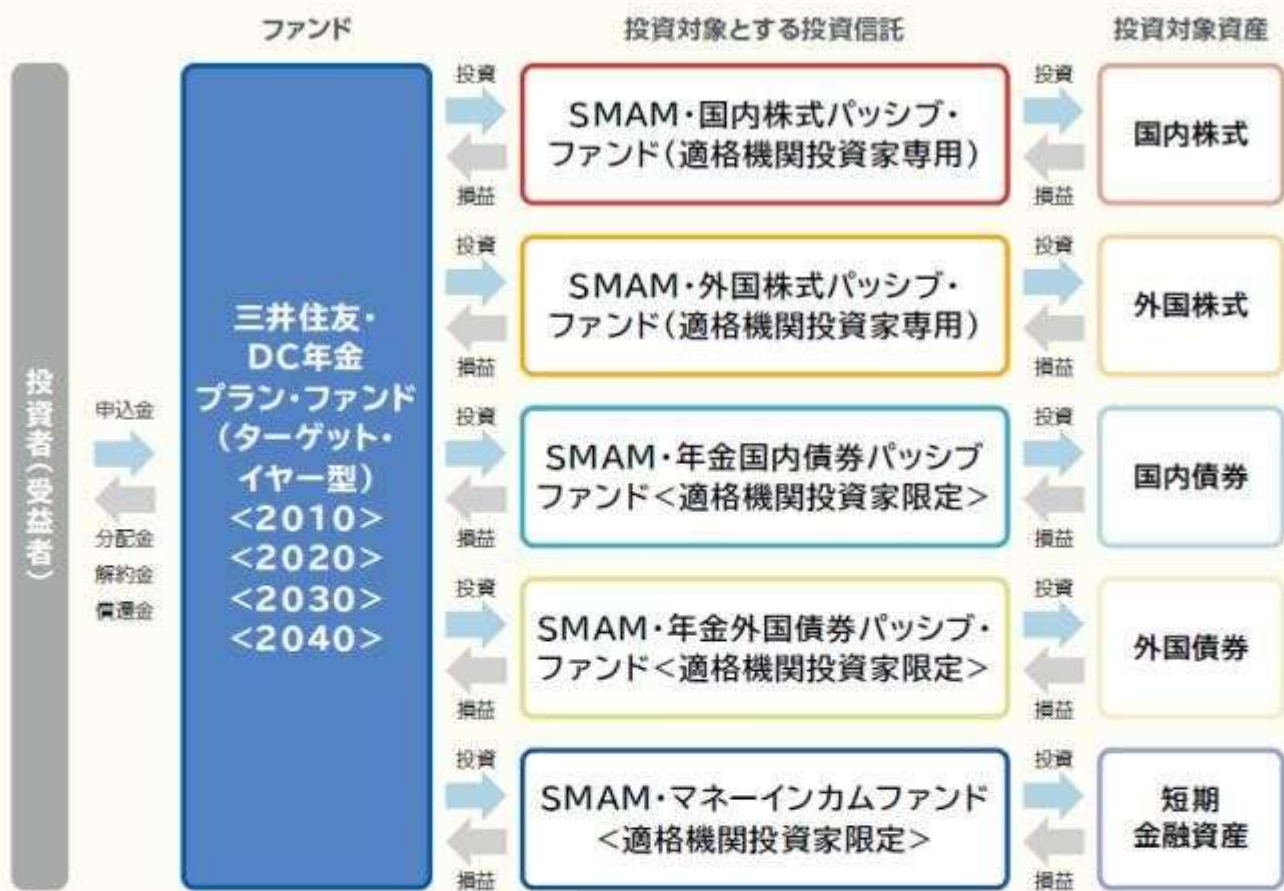 ファンド
投資対象とする投資信託
投資対象資産
投資者(受益者)
申込金
分配金
解約金
償還金
三井住友・
DC年金
プラン・ファンド
(ターゲット・
イヤー型)
<2010>
<2020>
<2030>
<2040>
投資
損益
SMAM・国内株式パッシブ・
ファンド(適格機関投資家専用)
投資
損益
国内株式
投資
損益
SMAM・外国株式パッシブ・
ファンド(適格機関投資家専用)
投資
損益
外国株式
投資
損益
SMAM・年金国内債券パッシブ
ファンド<適格機関投資家限定>
投資
損益
国内債券
投資
損益
SMAM・年金外国債券パッシブ・
ファンド<適格機関投資家限定>
投資
損益
外国債券
投資
損益
SMAM・マネーインカムファンド
<適格機関投資家限定>
投資
損益
短期
金融資産